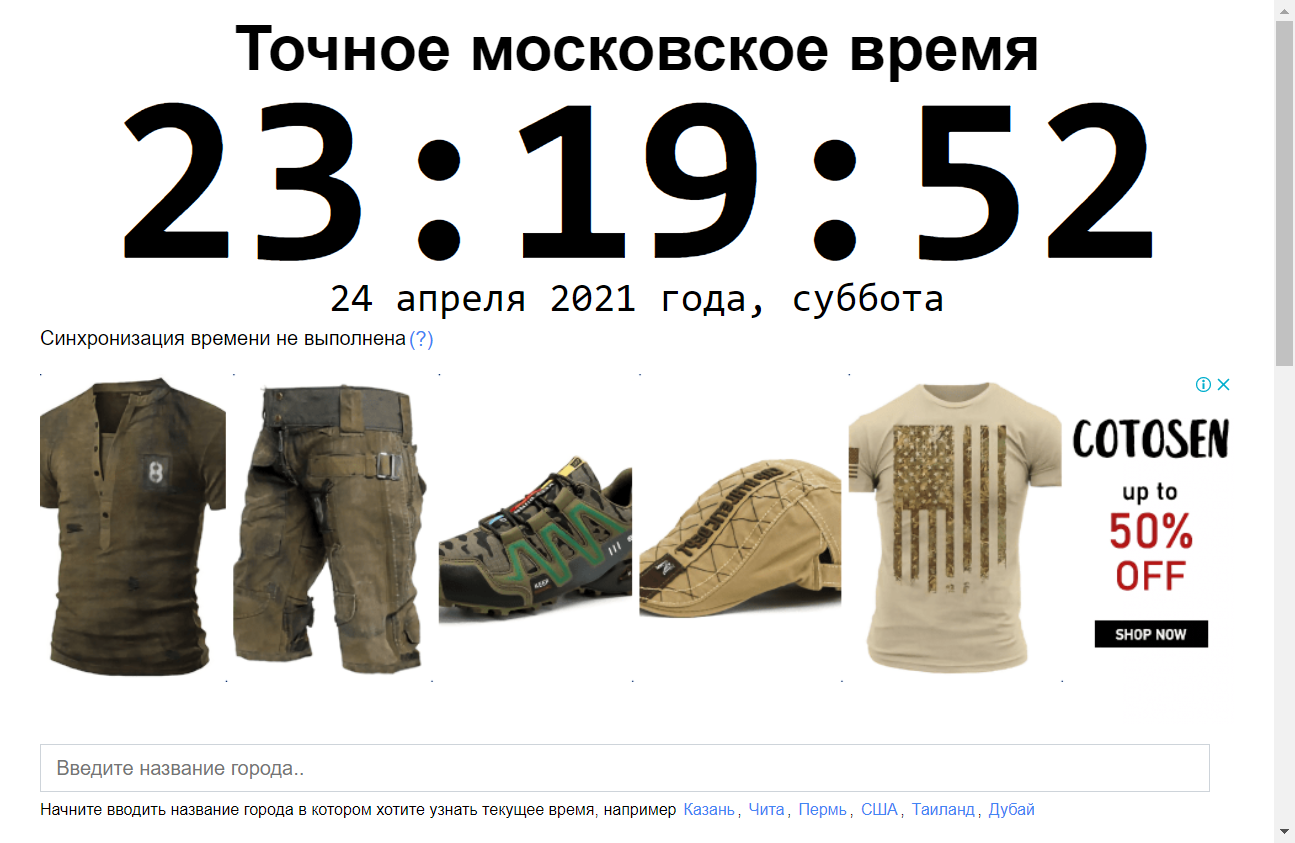 Точное московское время
23:19:52
24 апреля 2021 года, суббота
Синхронизация времени не выполнена (?)
8
KEEP
COTOSEN
up to
50%
OFF
SHOP NOW
Введите название города..
Начните вводить название города в котором хотите узнать текущее время, например Казань, Чита, Пермь, США, Таиланд, Дубай